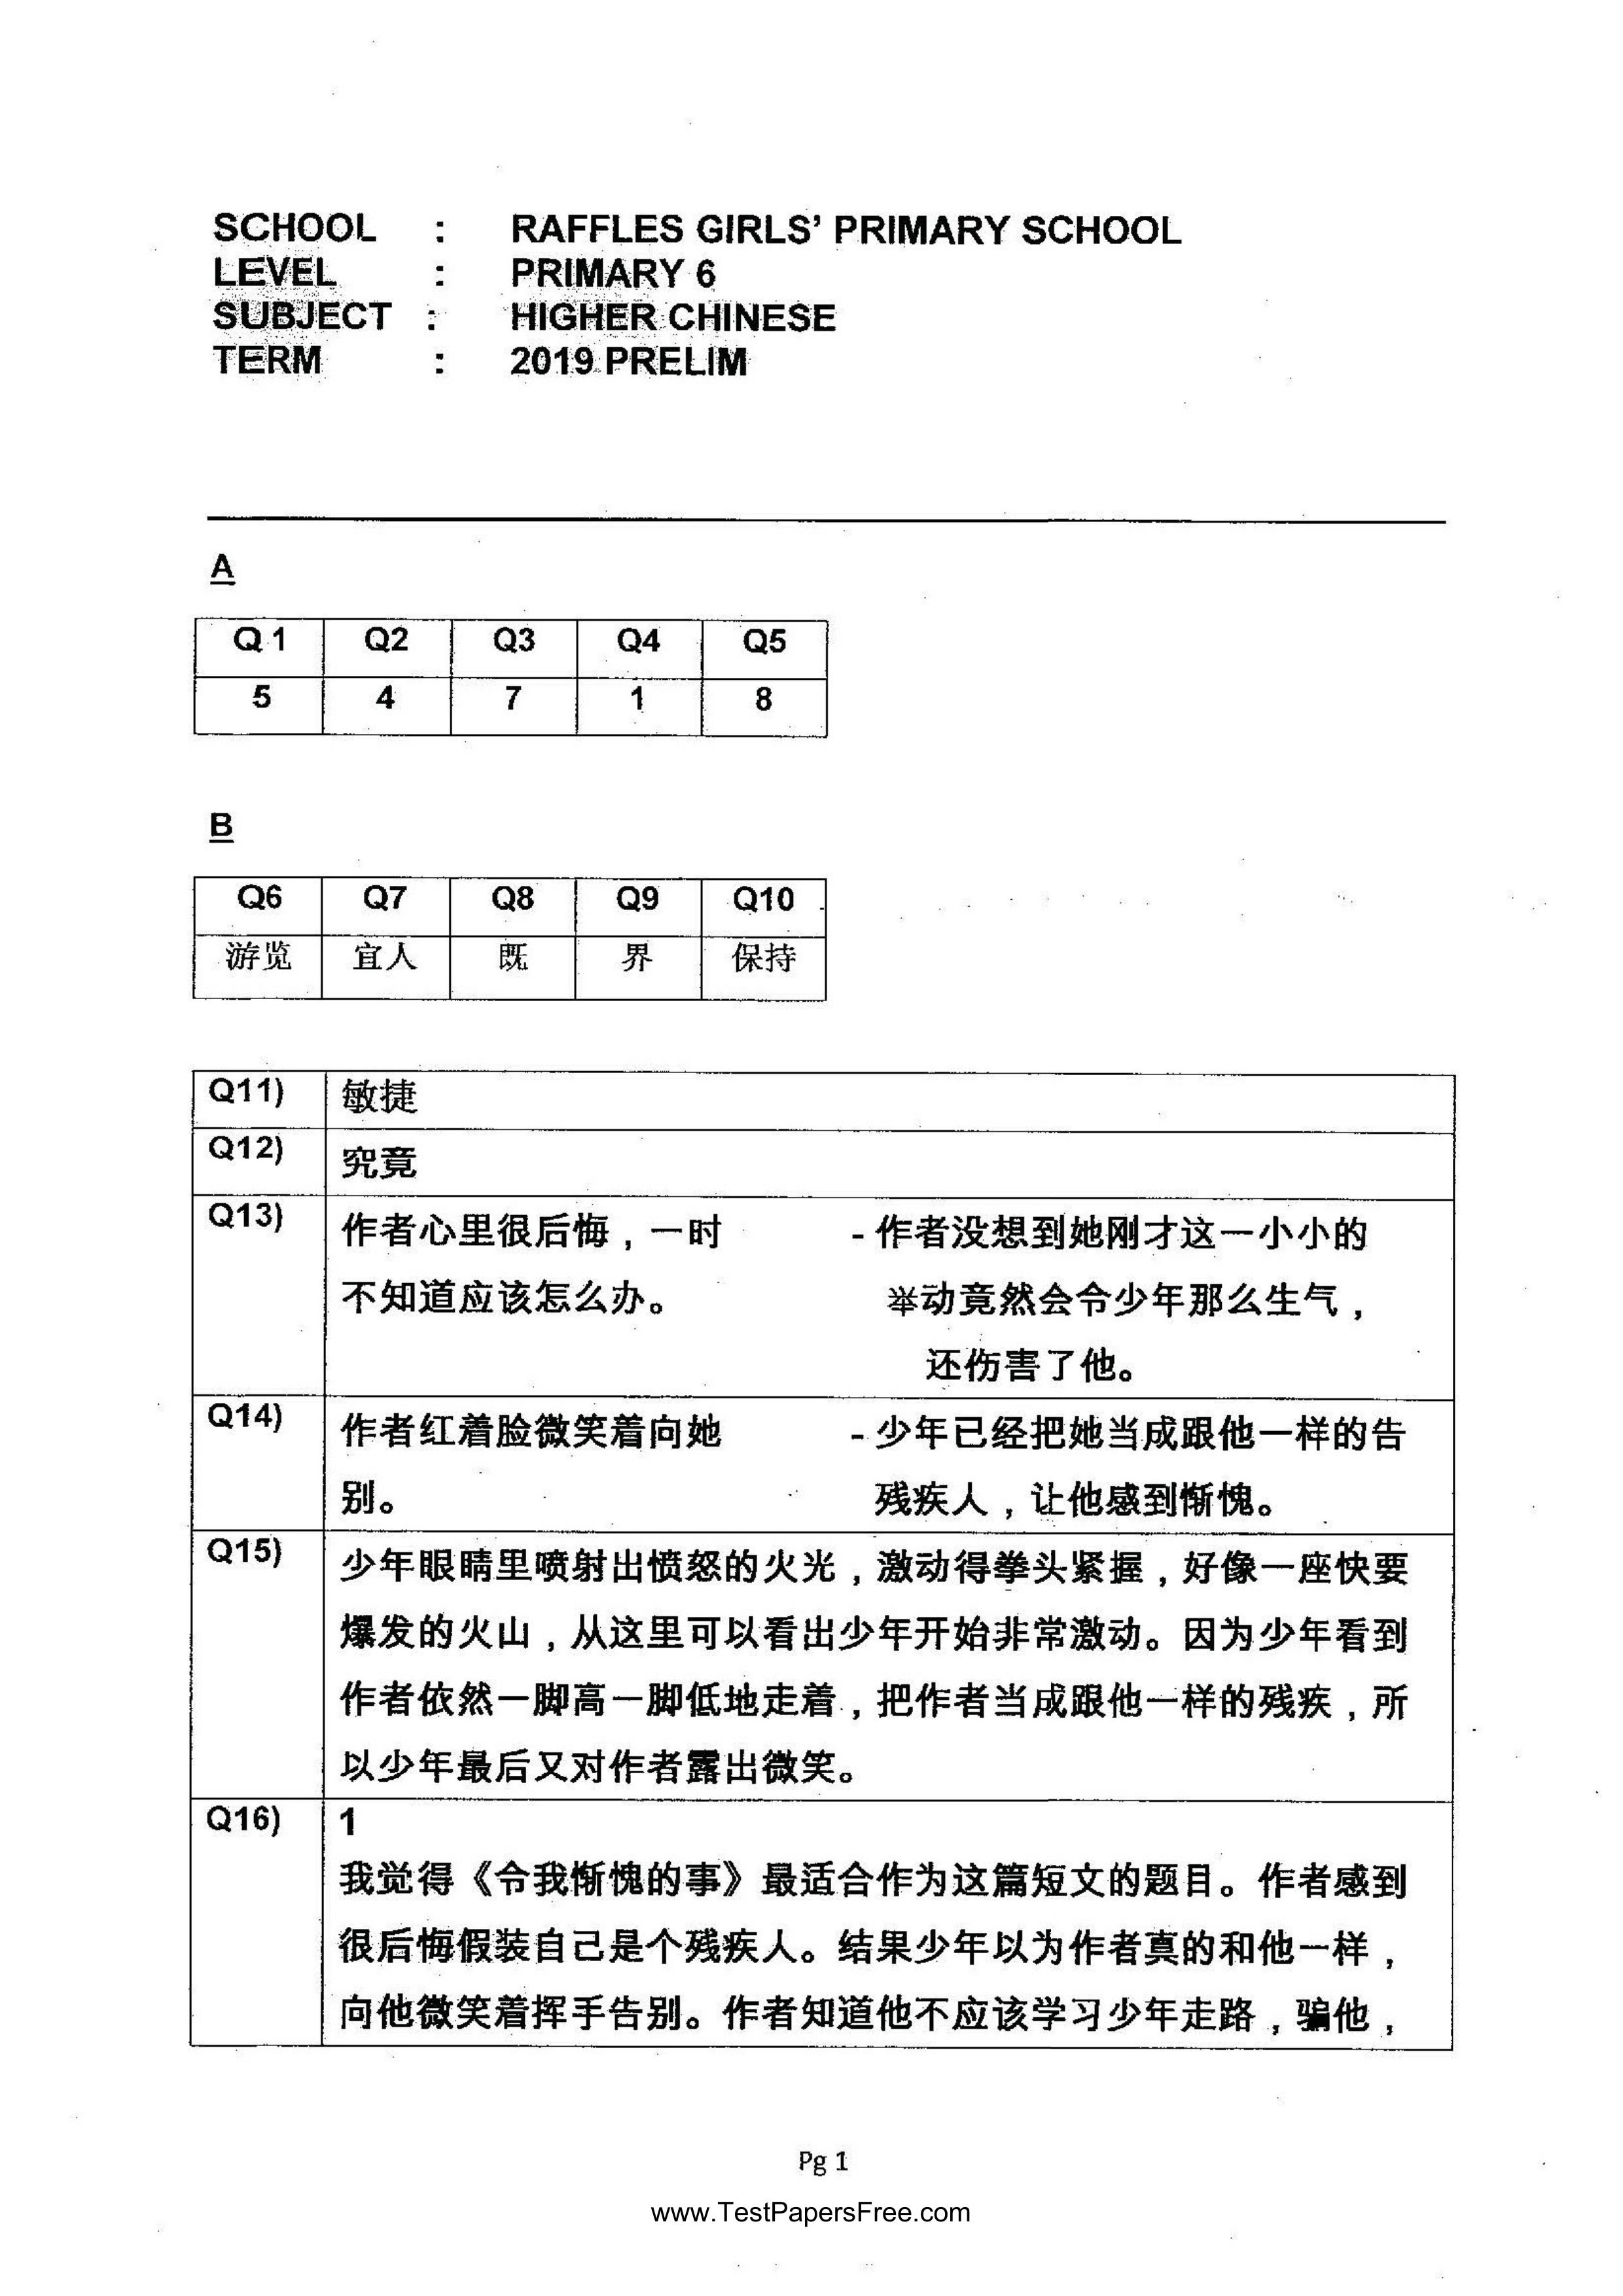 SCHOOL : RAFFLES GIRLS' PRIMARY SCHOOL
LEVEL : PRIMARY 6
SUBJECT : HIGHER CHINESE
TERM : 2019 PRELIM
A
Q1 Q2 Q3 Q4 Q5
5 4 7 1 8
B
Q6 Q7 Q8 Q9 Q10
游览 宜人 既 界 保持
Q11) 敏捷
Q12) 究竟
Q13) 作者心里很后悔，一时 - 作者没想到她刚才这一小小的
不知道应该怎么办。 举动竟然会令少年那么生气，
还伤害了他。
Q14) 作者红着脸微笑着向她 - 少年已经把她当成跟他一样的告
别。 残疾人，让他感到惭愧。
Q15) 少年眼睛里喷射出愤怒的火光，激动得拳头紧握，好像一座快要
爆发的火山，从这里可以看出少年开始非常激动。因为少年看到
作者依然一脚高一脚低地走着，把作者当成跟他一样的残疾，所
以少年最后又对作者露出微笑。
Q16) 1
我觉得《令我惭愧的事》最适合作为这篇短文的题目。作者感到
很后悔假装自己是个残疾人。结果少年以为作者真的和他一样，
向他微笑着挥手告别。作者知道他不应该学习少年走路，骗他，
Pg 1
www.TestPapersFree.com